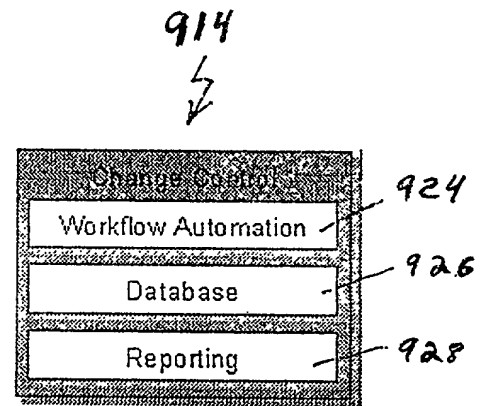 914
Change Control
924
Workflow Automation
926
Database
928
Reporting